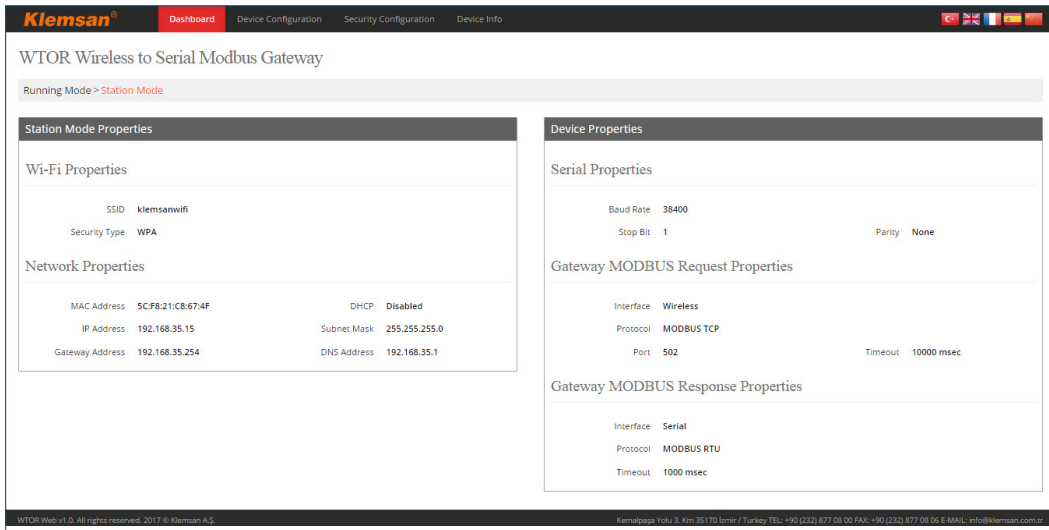 Klemsan®
Dashboard Device Configuration Security Configuration Device Info
WTOR Wireless to Serial Modbus Gateway
Running Mode > Station Mode
Station Mode Properties
Wi-Fi Properties
SSID klemsanwifi
Security Type WPA
Network Properties
MAC Address 5C:F8:21:C8:67:4F DHCP Disabled
IP Address 192.168.35.15 Subnet Mask 255.255.255.0
Gateway Address 192.168.35.254 DNS Address 192.168.35.1
Device Properties
Serial Properties
Baud Rate 38400
Stop Bit 1 Parity None
Gateway MODBUS Request Properties
Interface Wireless
Protocol MODBUS TCP
Port 502 Timeout 10000 msec
Gateway MODBUS Response Properties
Interface Serial
Protocol MODBUS RTU
Timeout 1000 msec
WTOR Web v1.0. All rights reserved. 2017 © Klemsan A.Ş.
Kemalpaşa Yolu 3. Km 35170 İzmir / Turkey TEL: +90 (232) 877 08 00 FAX: +90 (232) 877 08 06 E-MAIL: info@klemsan.com.tr